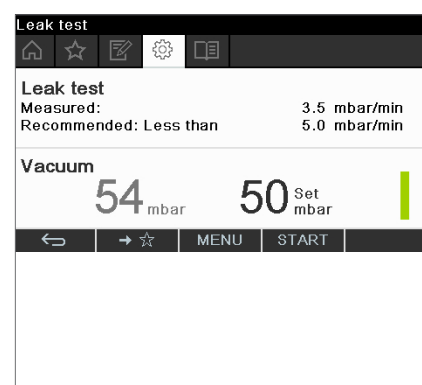 Leak test
Leak test
Measured: 3.5 mbar/min
Recommended: Less than 5.0 mbar/min
Vacuum
54 mbar 50 Set mbar
MENU START